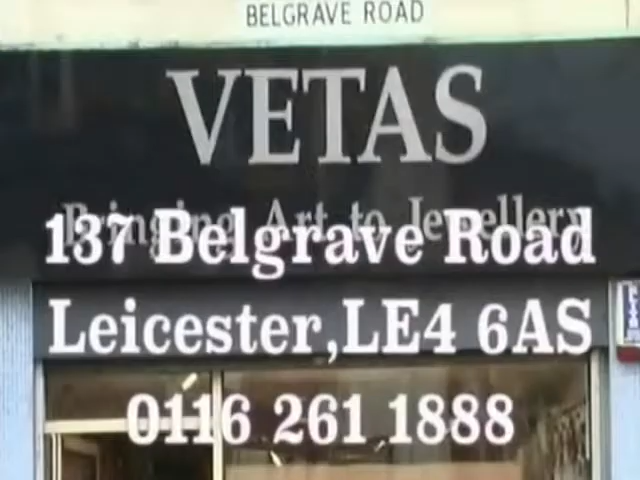 BELGRAVE ROAD
VETAS
Bringing Art to Jewellery
137 Belgrave Road
Leicester,LE4 6AS
0116 261 1888